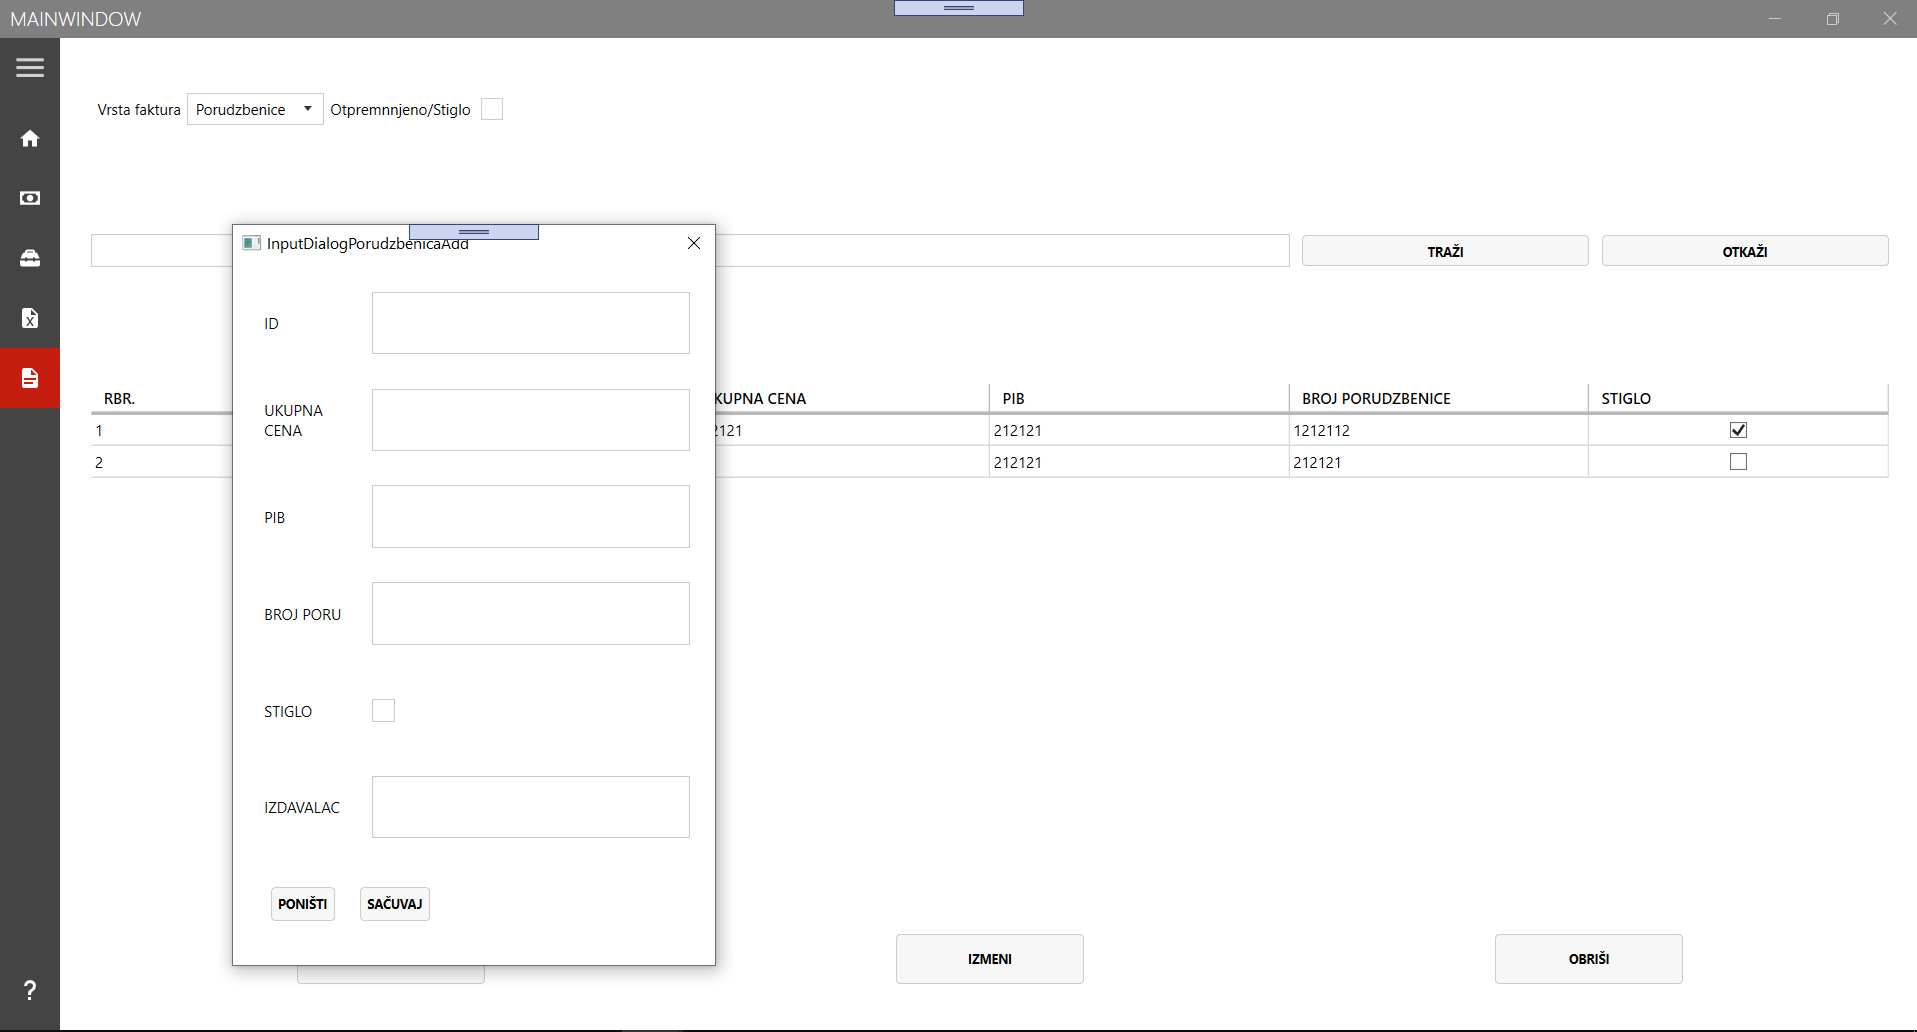 MAINWINDOW
Vrsta faktura Porudzbenice Otpremnnjeno/Stiglo
InputDialogPorudzbenicaAdd
TRAŽI OTKAŽI
ID
UKUPNA
CENA
PIB
BROJ PORU
STIGLO
IZDAVALAC
PONIŠTI SAČUVAJ
RBR. KUPNA CENA PIB BROJ PORUDZBENICE STIGLO
1 2121 212121 1212112
2 212121 212121
IZMENI OBRIŠI
?